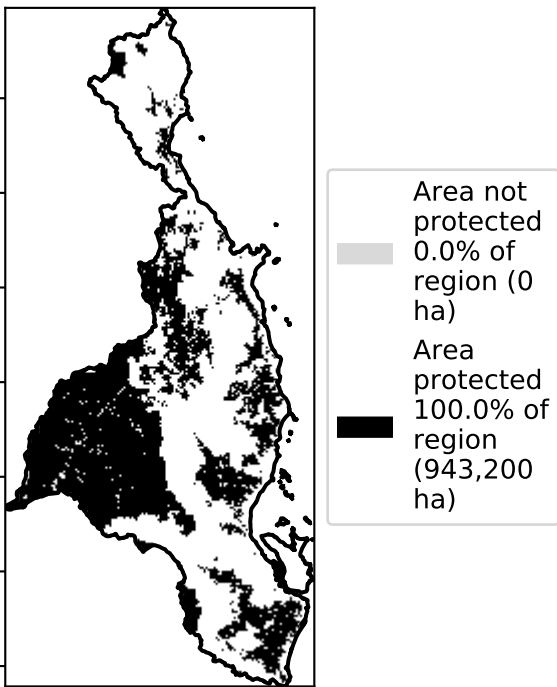 Area not
protected
0.0% of
region (0
ha)
Area
protected
100.0% of
region
(943,200
ha)